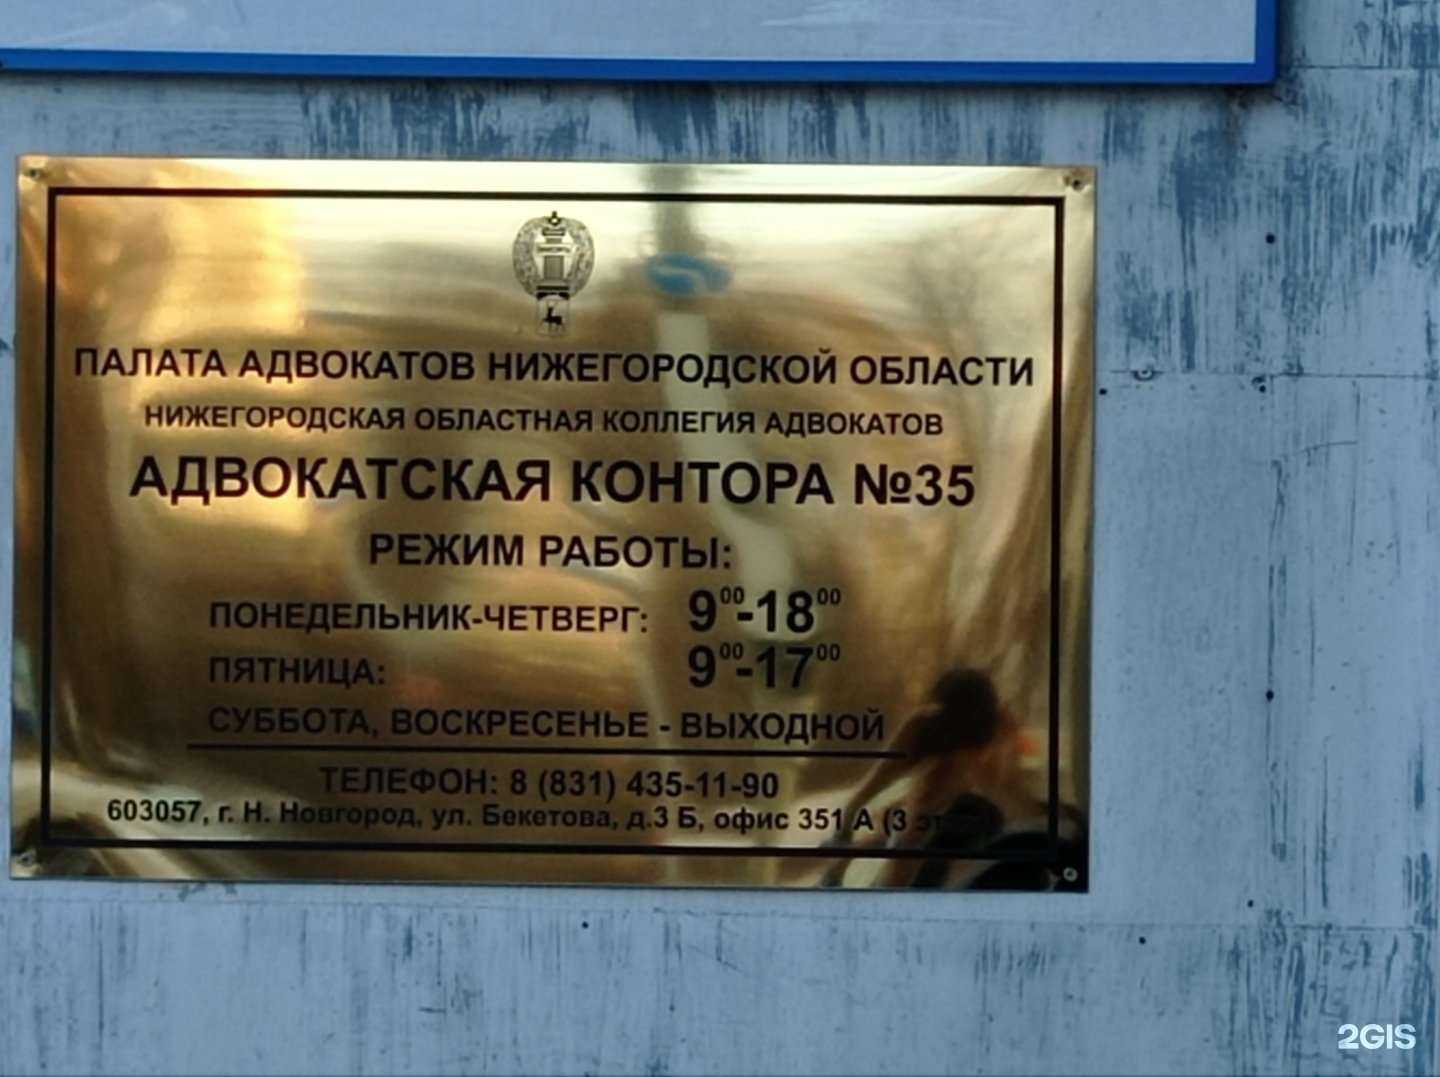 ПАЛАТА АДВОКАТОВ НИЖЕГОРОДСКОЙ ОБЛАСТИ
НИЖЕГОРОДСКАЯ ОБЛАСТНАЯ КОЛЛЕГИЯ АДВОКАТОВ
АДВОКАТСКАЯ КОНТОРА №35
РЕЖИМ РАБОТЫ:
ПОНЕДЕЛЬНИК-ЧЕТВЕРГ: 9⁰⁰-18⁰⁰
ПЯТНИЦА: 9⁰⁰-17⁰⁰
СУББОТА, ВОСКРЕСЕНЬЕ - ВЫХОДНОЙ
ТЕЛЕФОН: 8 (831) 435-11-90
603057, г. Н. Новгород, ул. Бекетова, д.3 Б, офис 351 А (3
2GIS